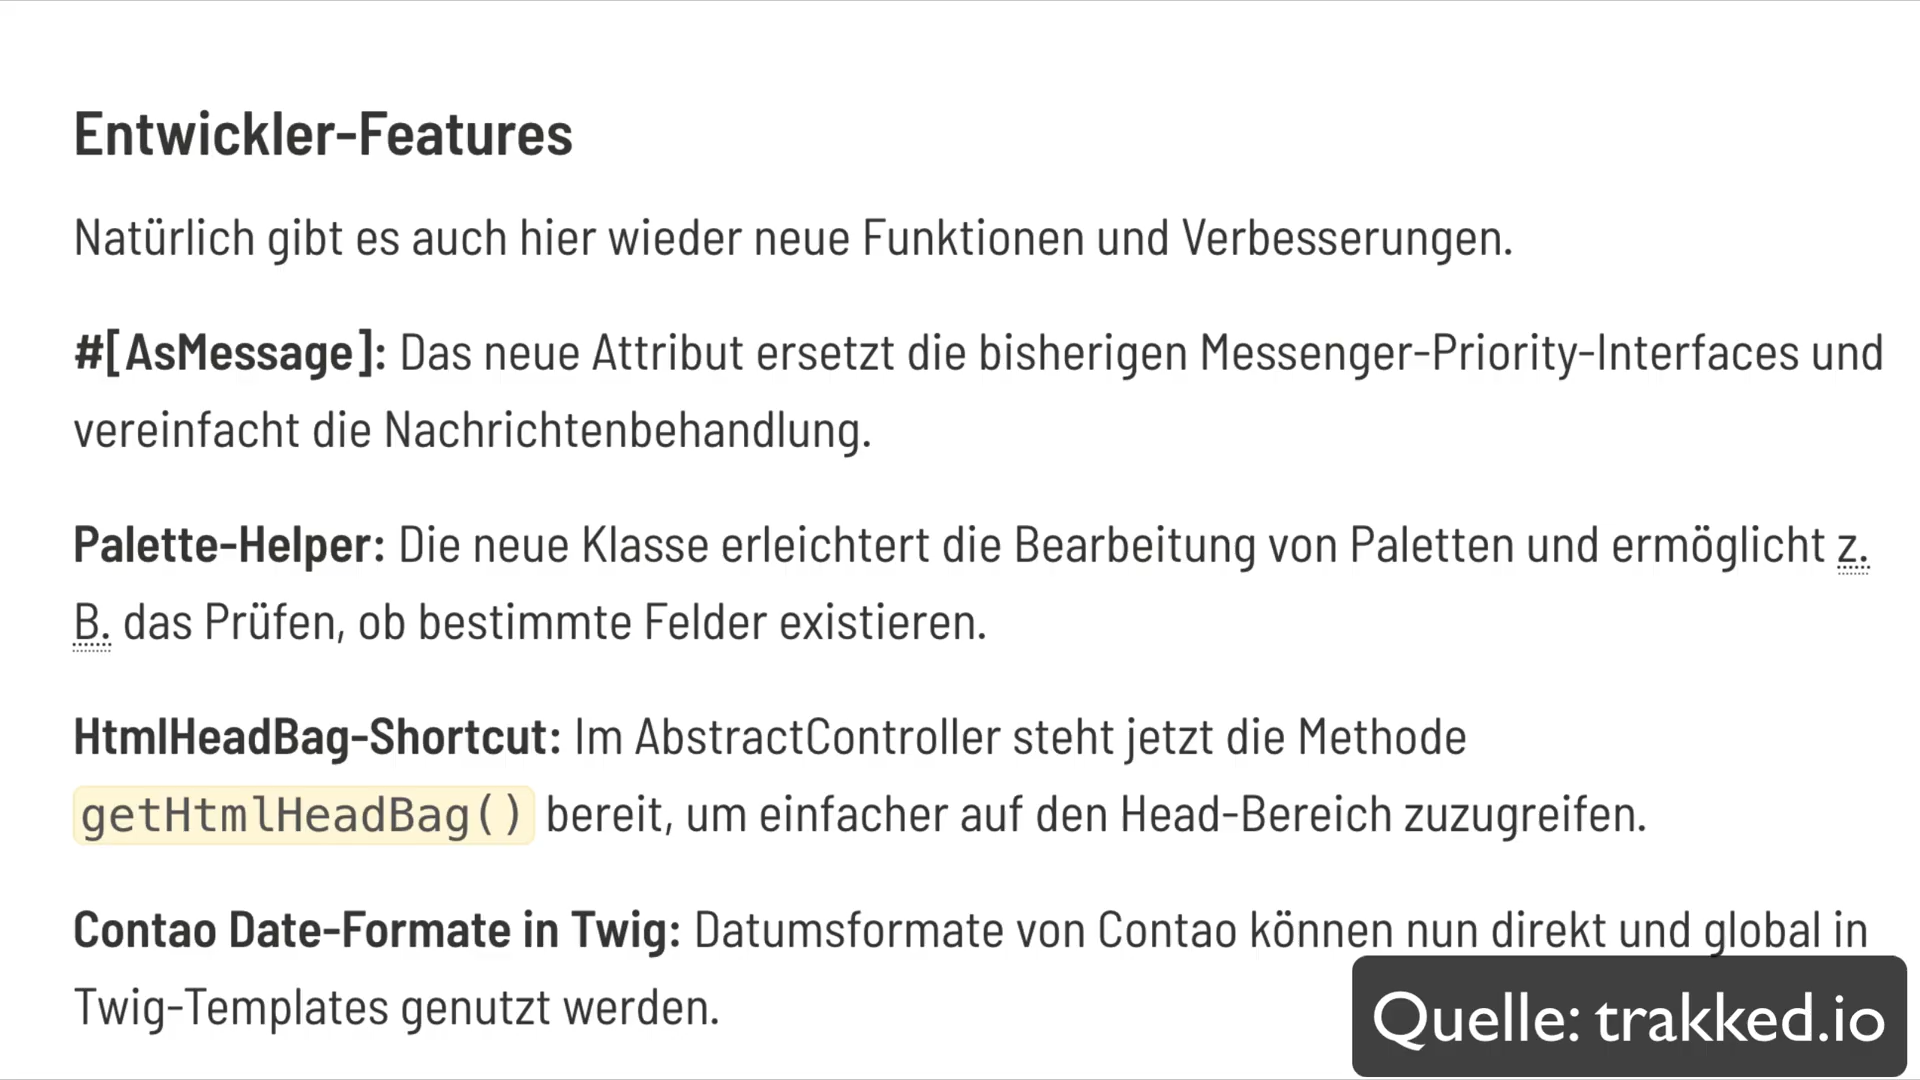 Entwickler-Features
Natürlich gibt es auch hier wieder neue Funktionen und Verbesserungen.
#[AsMessage]: Das neue Attribut ersetzt die bisherigen Messenger-Priority-Interfaces und
vereinfacht die Nachrichtenbehandlung.
Palette-Helper: Die neue Klasse erleichtert die Bearbeitung von Paletten und ermöglicht z.
B. das Prüfen, ob bestimmte Felder existieren.
HtmlHeadBag-Shortcut: Im AbstractController steht jetzt die Methode
getHtmlHeadBag() bereit, um einfacher auf den Head-Bereich zuzugreifen.
Contao Date-Formate in Twig: Datumsformate von Contao können nun direkt und global in
Twig-Templates genutzt werden.
Quelle: trakked.io